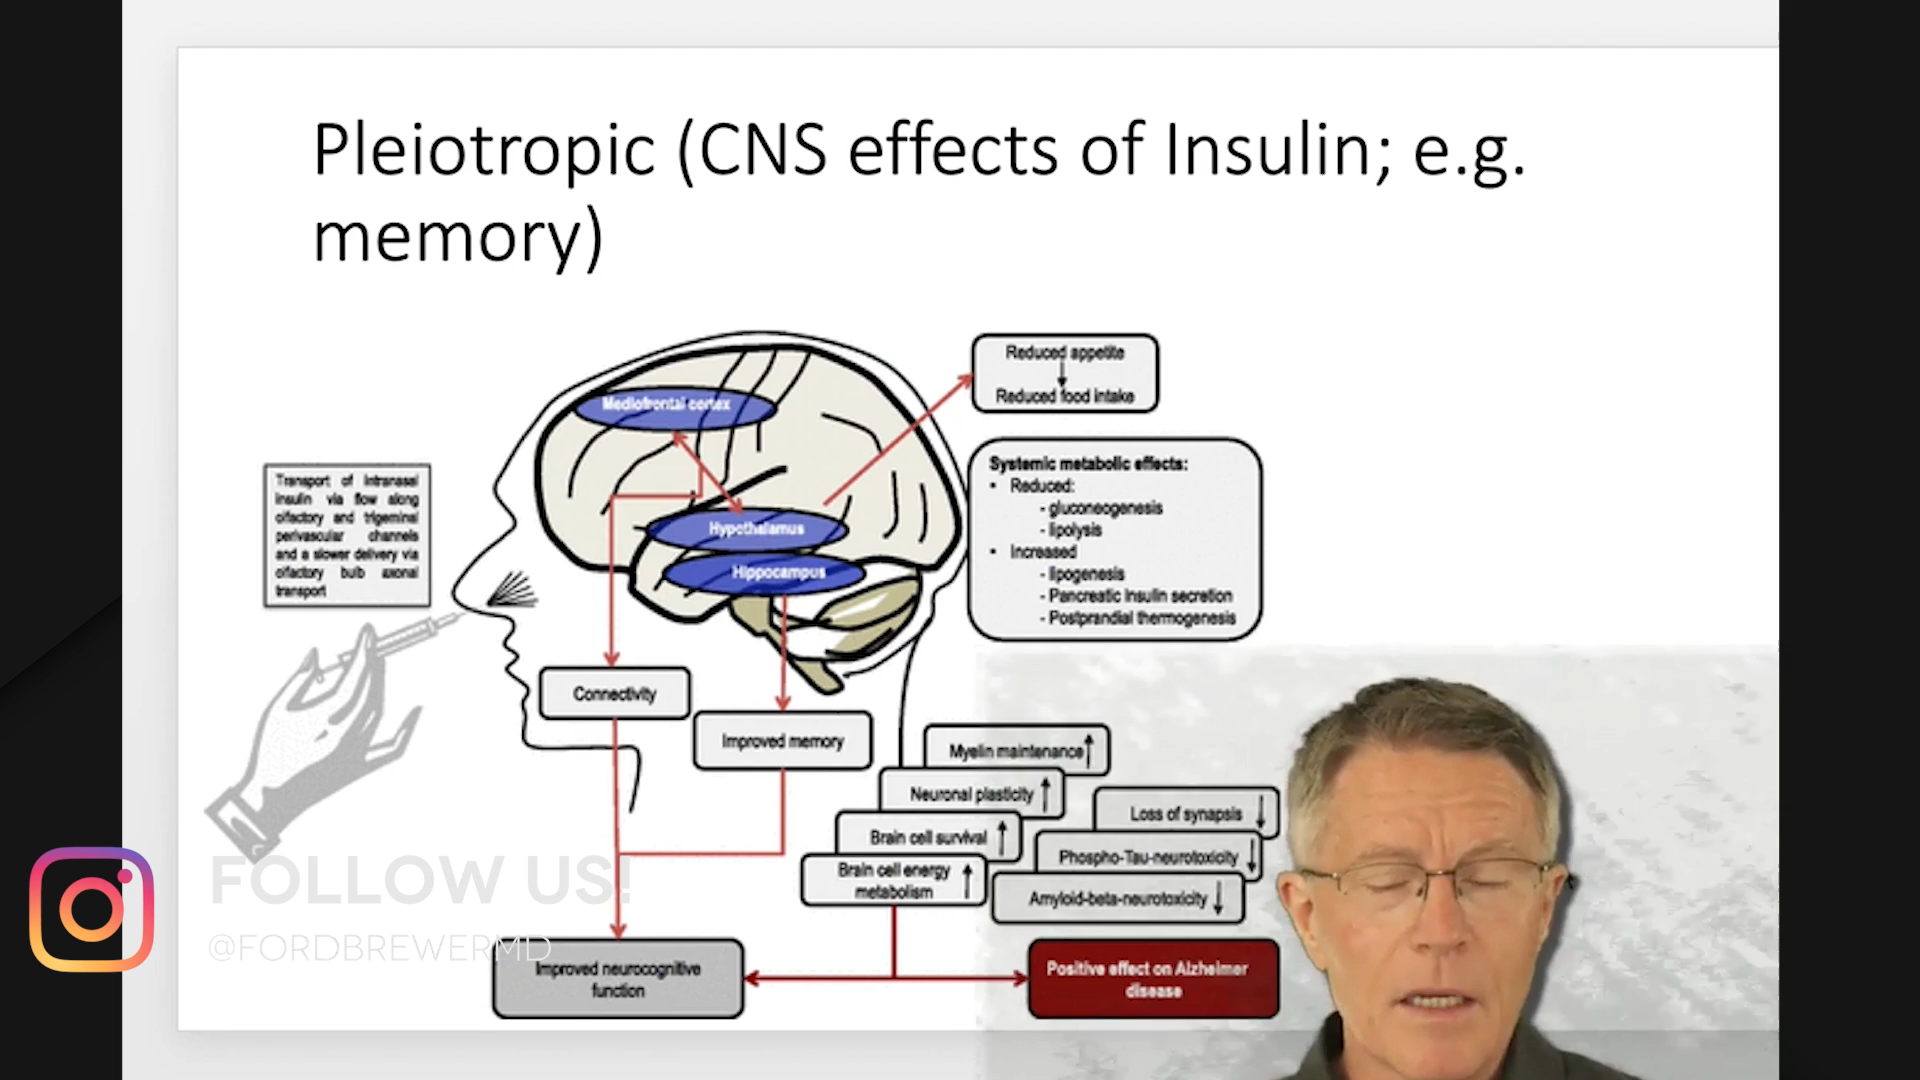 Pleiotropic (CNS effects of Insulin; e.g.
memory)
Reduced appetite
Reduced food intake
Mediofrontal cortex
Systemic metabolic effects:
• Reduced:
- gluconeogenesis
- lipolysis
• Increased
- lipogenesis
- Pancreatic Insulin secretion
- Postprandial thermogenesis
Transport of Intranasal
insulin via flow along
olfactory and trigeminal
perivascular channels
and a slower delivery via
olfactory bulb axonal
transport
Hypothalamus
Hippocampus
Connectivity
Improved memory
Myelin maintenance
Neuronal plasticity
Brain cell survival
Brain cell energy
metabolism
Loss of synapsis
Phospho-Tau-neurotoxicity
Amyloid-beta-neurotoxicity
FOLLOW US!
@FORDBREWERMD
Improved neurocognitive
function
Positive effect on Alzheimer
disease